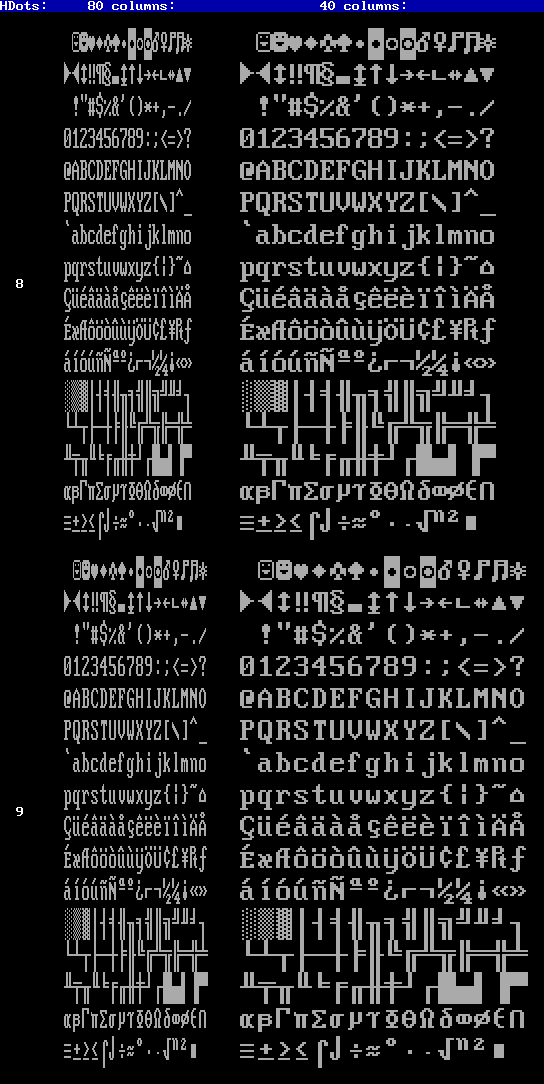 HDots: 80 columns: 40 columns:
☺☻♥♦♣♠•◘○◙♂♀♪♫☼ ☺☻♥♦♣♠•◘○◙♂♀♪♫☼
►◄↕‼¶§▬↨↑↓→←∟↔▲▼ ►◄↕‼¶§▬↨↑↓→←∟↔▲▼
!"#$%&'()*+,-./ !"#$%&'()*+,-./
0123456789:;<=>? 0123456789:;<=>?
@ABCDEFGHIJKLMNO @ABCDEFGHIJKLMNO
PQRSTUVWXYZ[\]^_ PQRSTUVWXYZ[\]^_
`abcdefghijklmno `abcdefghijklmno
pqrstuvwxyz{|}~⌂ pqrstuvwxyz{|}~⌂
8
ÇüéâäàåçêëèïîìÄÅ ÇüéâäàåçêëèïîìÄÅ
ÉæÆôöòûùÿÖÜ¢£¥₧ƒ ÉæÆôöòûùÿÖÜ¢£¥₧ƒ
áíóúñÑªº¿⌐¬½¼¡«» áíóúñÑªº¿⌐¬½¼¡«»
░▒▓│┤╡╢╖╕╣║╗╝╜╛┐ ░▒▓│┤╡╢╖╕╣║╗╝╜╛┐
└┴┬├─┼╞╟╚╔╩╦╠═╬╧ └┴┬├─┼╞╟╚╔╩╦╠═╬╧
╨╤╥╙╘╒╓╫╪┘┌█▄▌▐▀ ╨╤╥╙╘╒╓╫╪┘┌█▄▌▐▀
αßΓπΣσµτΦΘΩδ∞φε∩ αßΓπΣσµτΦΘΩδ∞φε∩
≡±≥≤⌠⌡÷≈°∙·√ⁿ²■ ≡±≥≤⌠⌡÷≈°∙·√ⁿ²■
☺☻♥♦♣♠•◘○◙♂♀♪♫☼ ☺☻♥♦♣♠•◘○◙♂♀♪♫☼
►◄↕‼¶§▬↨↑↓→←∟↔▲▼ ►◄↕‼¶§▬↨↑↓→←∟↔▲▼
!"#$%&'()*+,-./ !"#$%&'()*+,-./
0123456789:;<=>? 0123456789:;<=>?
@ABCDEFGHIJKLMNO @ABCDEFGHIJKLMNO
PQRSTUVWXYZ[\]^_ PQRSTUVWXYZ[\]^_
`abcdefghijklmno `abcdefghijklmno
pqrstuvwxyz{|}~⌂ pqrstuvwxyz{|}~⌂
9
ÇüéâäàåçêëèïîìÄÅ ÇüéâäàåçêëèïîìÄÅ
ÉæÆôöòûùÿÖÜ¢£¥₧ƒ ÉæÆôöòûùÿÖÜ¢£¥₧ƒ
áíóúñÑªº¿⌐¬½¼¡«» áíóúñÑªº¿⌐¬½¼¡«»
░▒▓│┤╡╢╖╕╣║╗╝╜╛┐ ░▒▓│┤╡╢╖╕╣║╗╝╜╛┐
└┴┬├─┼╞╟╚╔╩╦╠═╬╧ └┴┬├─┼╞╟╚╔╩╦╠═╬╧
╨╤╥╙╘╒╓╫╪┘┌█▄▌▐▀ ╨╤╥╙╘╒╓╫╪┘┌█▄▌▐▀
αßΓπΣσµτΦΘΩδ∞φε∩ αßΓπΣσµτΦΘΩδ∞φε∩
≡±≥≤⌠⌡÷≈°∙·√ⁿ²■ ≡±≥≤⌠⌡÷≈°∙·√ⁿ²■